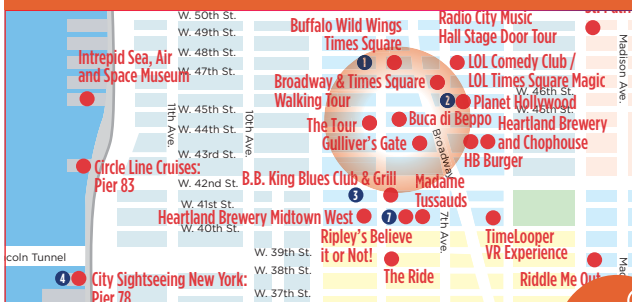 W. 50th St.
W. 49th St.
W. 48th St.
W. 47th St.
Buffalo Wild Wings
Times Square
Radio City Music
Hall Stage Door Tour
Madison Ave.
Intrepid Sea, Air
and Space Museum
1
LOL Comedy Club /
LOL Times Square Magic
Broadway & Times Square
Walking Tour
W. 46th St.
2
Planet Hollywood
W. 45th St.
W. 44th St.
W. 43rd St.
W. 42nd St.
W. 41st St.
W. 40th St.
11th Ave.
10th Ave.
The Tour
Buca di Beppo
Gulliver's Gate
Broadway
Heartland Brewery
and Chophouse
HB Burger
Circle Line Cruises:
Pier 83
B.B. King Blues Club & Grill
3
Madame
Tussauds
Heartland Brewery Midtown West
7
7th Ave.
Ripley's Believe
it or Not!
TimeLooper
VR Experience
coln Tunnel
W. 39th St.
W. 38th St.
W. 37th St.
4
City Sightseeing New York:
Pier 78
The Ride
Riddle Me Out